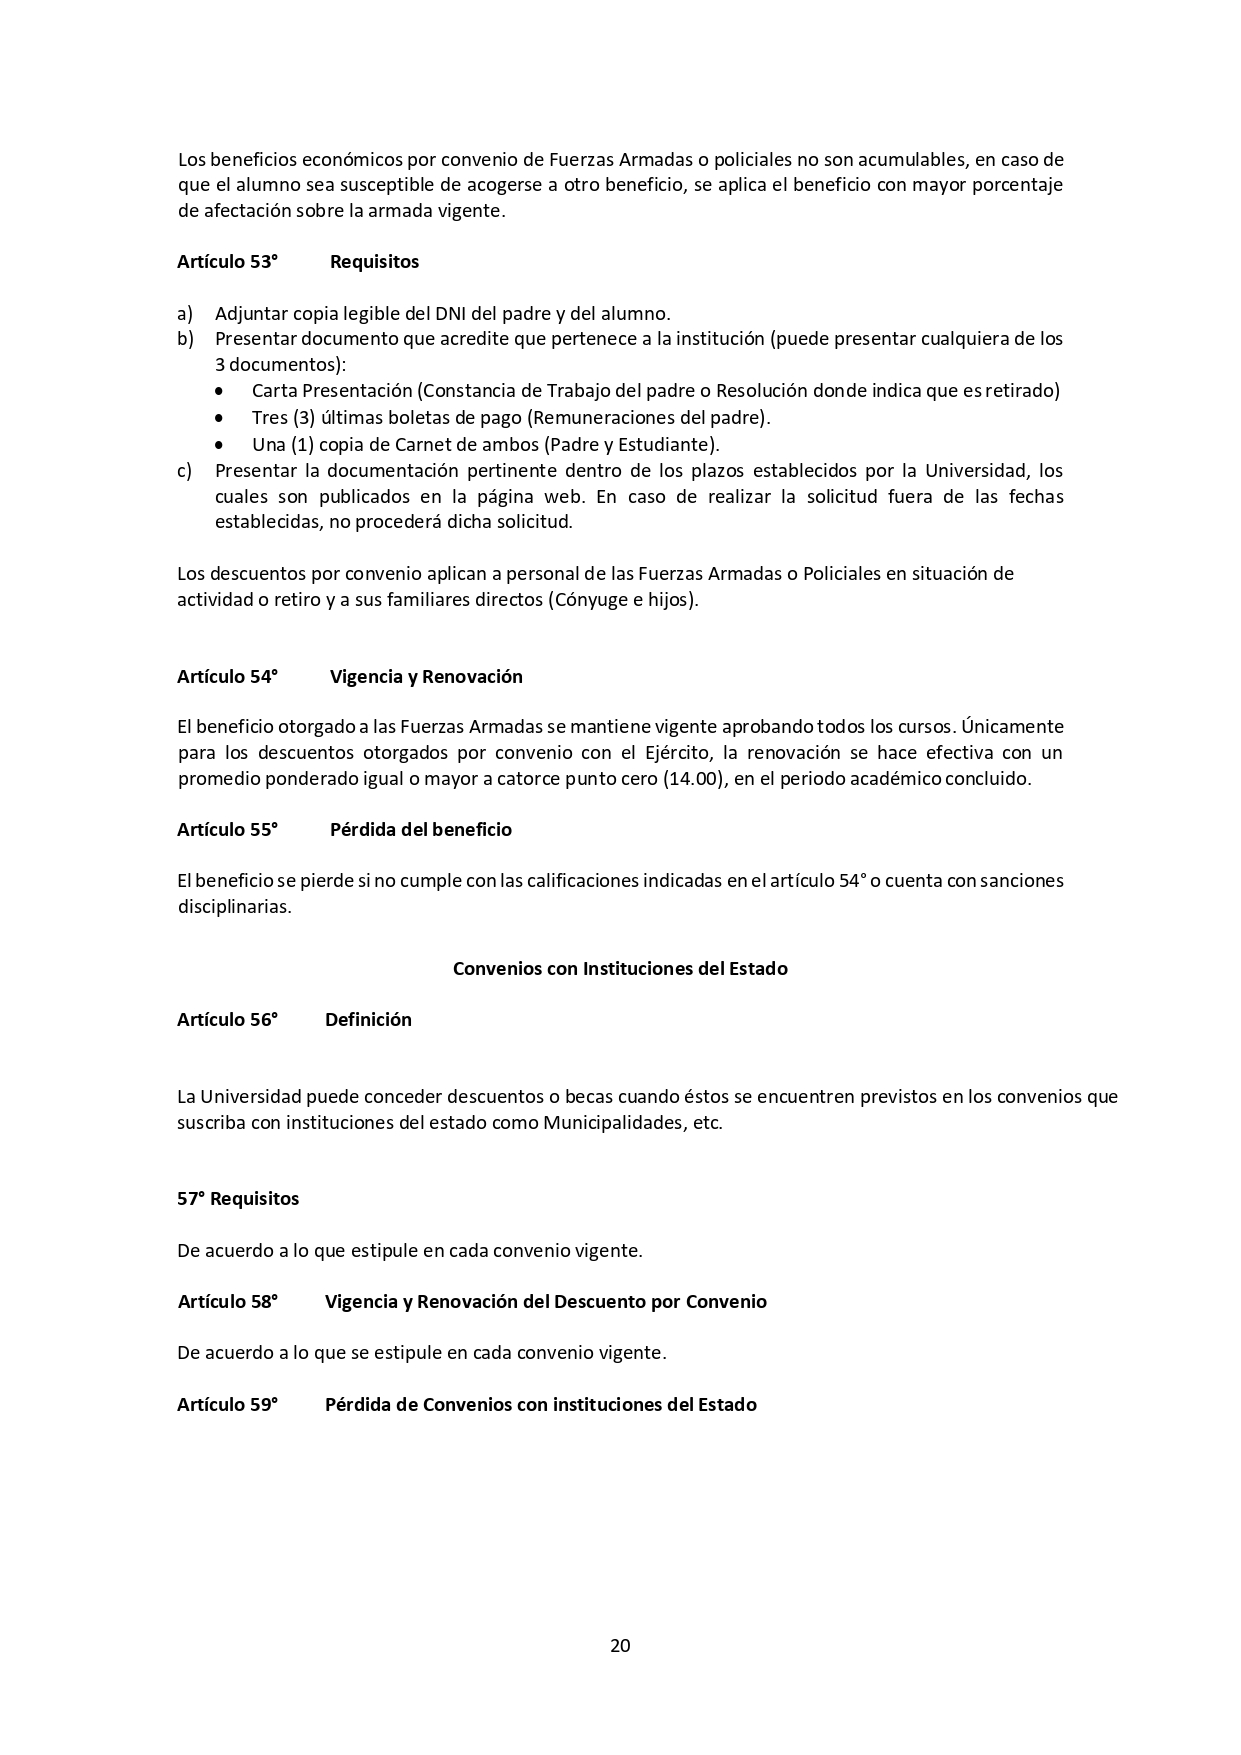 Los beneficios económicos por convenio de Fuerzas Armadas o policiales no son acumulables, en caso de
que el alumno sea susceptible de acogerse a otro beneficio, se aplica el beneficio con mayor porcentaje
de afectación sobre la armada vigente.
Artículo 53° Requisitos
a) Adjuntar copia legible del DNI del padre y del alumno.
b) Presentar documento que acredite que pertenece a la institución (puede presentar cualquiera de los
3 documentos):
• Carta Presentación (Constancia de Trabajo del padre o Resolución donde indica que es retirado)
• Tres (3) últimas boletas de pago (Remuneraciones del padre).
• Una (1) copia de Carnet de ambos (Padre y Estudiante).
c) Presentar la documentación pertinente dentro de los plazos establecidos por la Universidad, los
cuales son publicados en la página web. En caso de realizar la solicitud fuera de las fechas
establecidas, no procederá dicha solicitud.
Los descuentos por convenio aplican a personal de las Fuerzas Armadas o Policiales en situación de
actividad o retiro y a sus familiares directos (Cónyuge e hijos).
Artículo 54° Vigencia y Renovación
El beneficio otorgado a las Fuerzas Armadas se mantiene vigente aprobando todos los cursos. Únicamente
para los descuentos otorgados por convenio con el Ejército, la renovación se hace efectiva con un
promedio ponderado igual o mayor a catorce punto cero (14.00), en el periodo académico concluido.
Artículo 55° Pérdida del beneficio
El beneficio se pierde si no cumple con las calificaciones indicadas en el artículo 54° o cuenta con sanciones
disciplinarias.
Convenios con Instituciones del Estado
Artículo 56° Definición
La Universidad puede conceder descuentos o becas cuando éstos se encuentren previstos en los convenios que
suscriba con instituciones del estado como Municipalidades, etc.
57° Requisitos
De acuerdo a lo que estipule en cada convenio vigente.
Artículo 58° Vigencia y Renovación del Descuento por Convenio
De acuerdo a lo que se estipule en cada convenio vigente.
Artículo 59° Pérdida de Convenios con instituciones del Estado
20